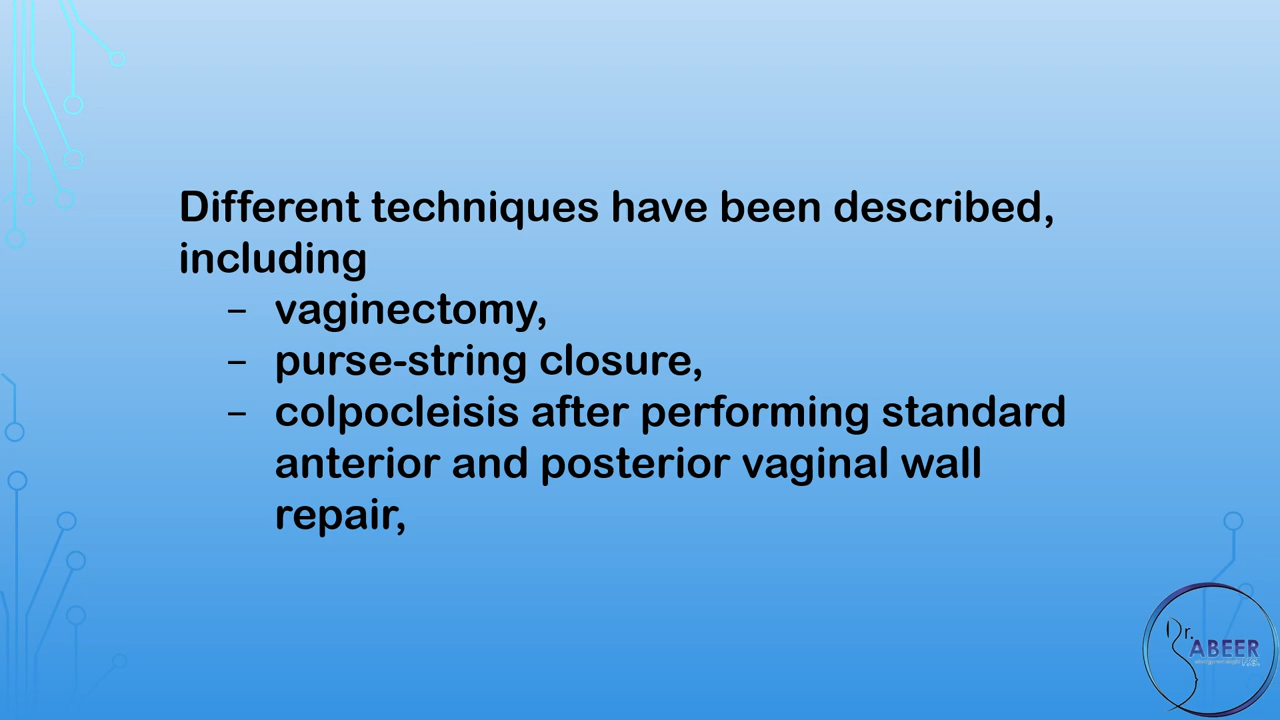 Different techniques have been described,
including
– vaginectomy,
– purse-string closure,
– colpocleisis after performing standard
anterior and posterior vaginal wall
repair,
Dr.
ABEER